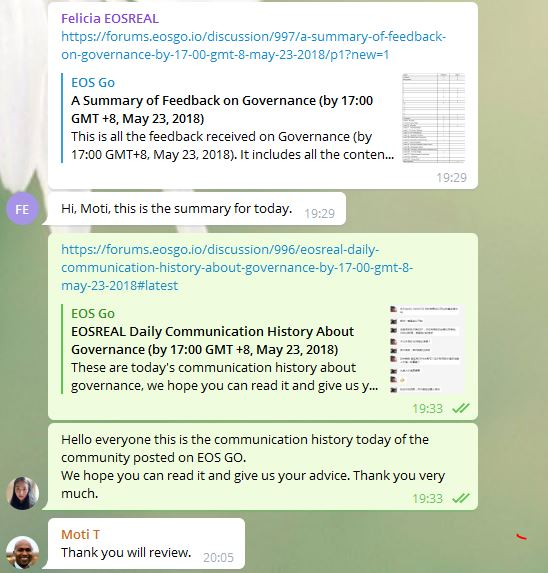 Felicia EOSREAL
https://forums.eosgo.io/discussion/997/a-summary-of-feedback-
on-governance-by-17-00-gmt-8-may-23-2018/p1?new=1
EOS Go
A Summary of Feedback on Governance (by 17:00
GMT +8, May 23, 2018)
This is all the feedback received on Governance (by
17:00 GMT+8, May 23, 2018). It includes all the conten...
19:29
FE
Hi, Moti, this is the summary for today.
19:29
https://forums.eosgo.io/discussion/996/eosreal-daily-
communication-history-about-governance-by-17-00-gmt-8-
may-23-2018#latest
EOS Go
EOSREAL Daily Communication History About
Governance (by 17:00 GMT +8, May 23, 2018)
These are today's communication history about
governance, we hope you can read it and give us y...
19:33
Hello everyone this is the communication history today of the
community posted on EOS GO.
We hope you can read it and give us your advice. Thank you very
much.
19:33
Moti T
Thank you will review.
20:05